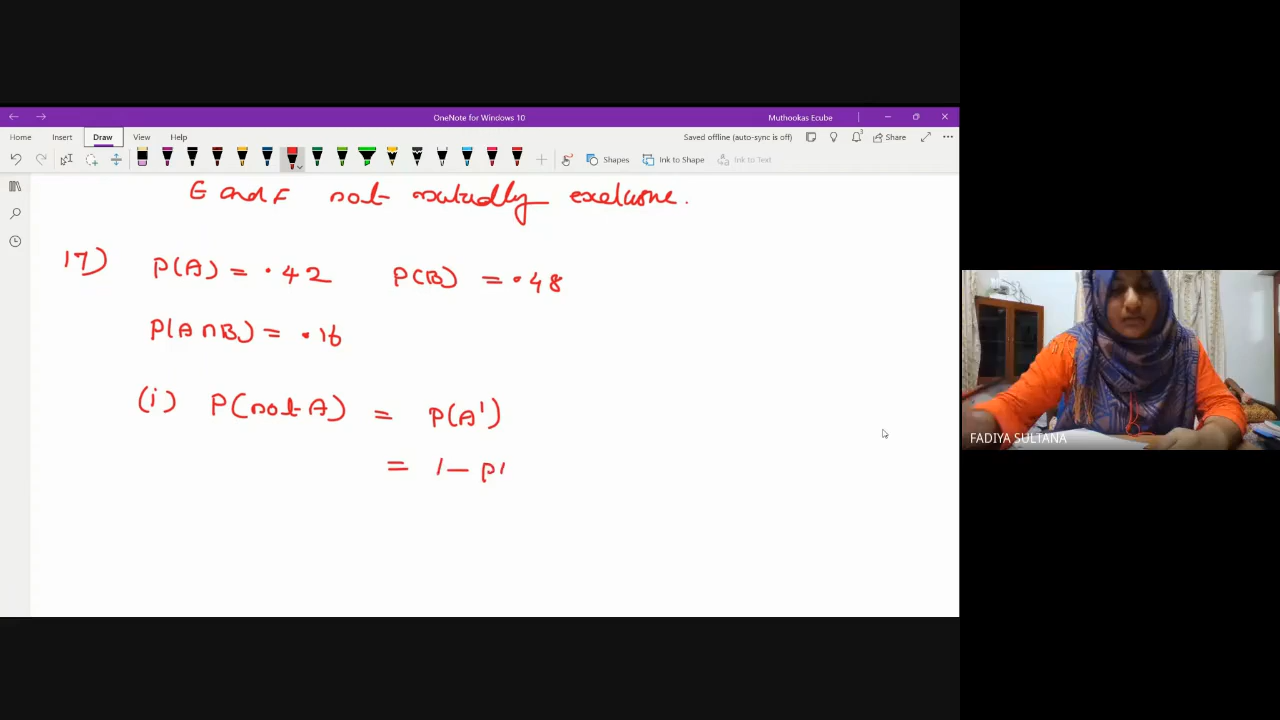 OneNote for Windows 10
Muthookas Ecube
Home Insert Draw View Help
Saved offline (auto-sync is off)
3
Share
Shapes
Ink to Shape
Ink to Text
E and F not mutually exclusive.
17) P(A) = .42 P(B) = .48
P(A∩B) = .16
(i) P(not A) = P(A')
= 1 - P(
FADIYA SULTANA